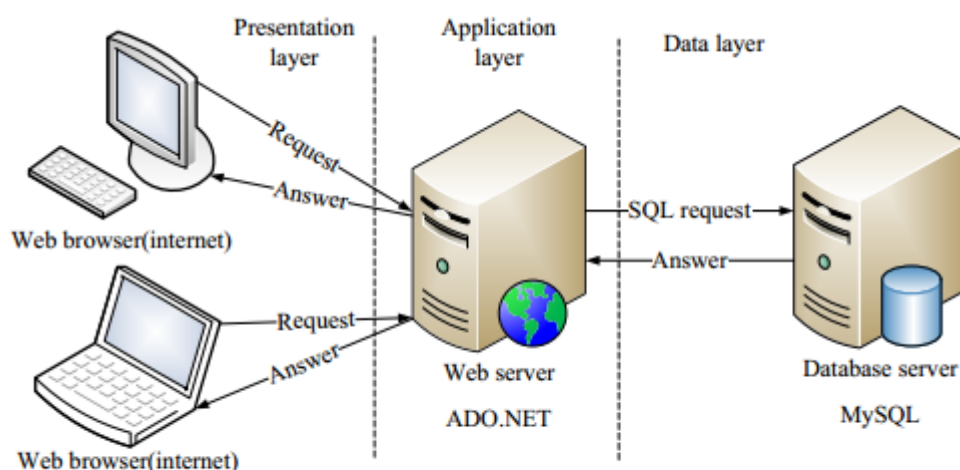 Presentation
layer
Application
layer
Data layer
Request
Answer
Web browser(internet)
SQL request
Answer
Request
Answer
Web browser(internet)
Web server
ADO.NET
Database server
MySQL